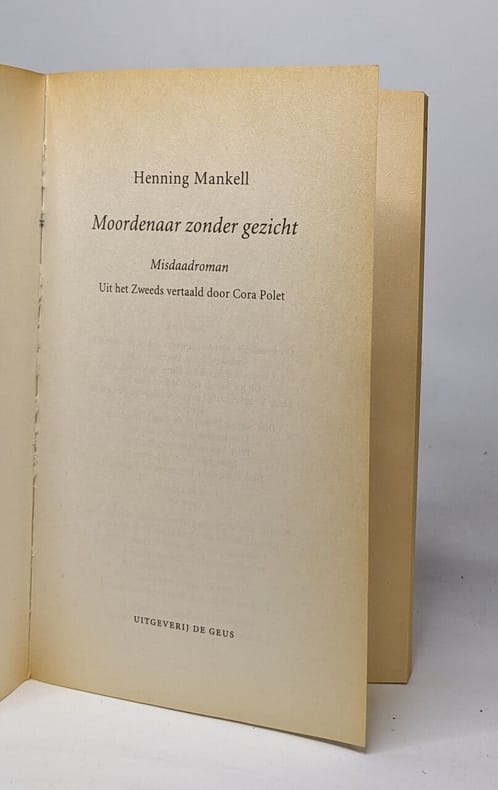 Henning Mankell
Moordenaar zonder gezicht
Misdaadroman
Uit het Zweeds vertaald door Cora Polet
UITGEVERIJ DE GEUS